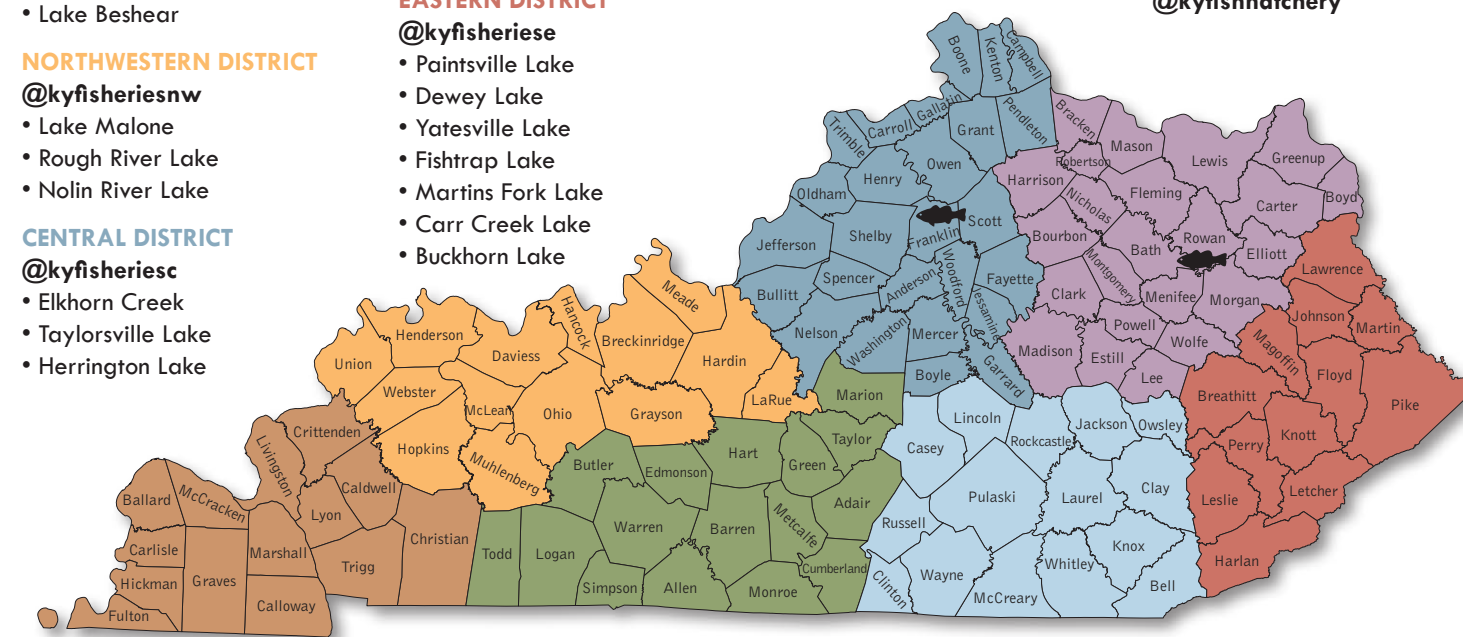 • Lake Beshear
NORTHWESTERN DISTRICT
@kyfisheriesnw
• Lake Malone
• Rough River Lake
• Nolin River Lake
CENTRAL DISTRICT
@kyfisheriesc
• Elkhorn Creek
• Taylorsville Lake
• Herrington Lake
EASTERN DISTRICT
@kyfisheriese
• Paintsville Lake
• Dewey Lake
• Yatesville Lake
• Fishtrap Lake
• Martins Fork Lake
• Carr Creek Lake
• Buckhorn Lake
@kyfishhatchery
Boone
Kenton
Campbell
Gallatin
Pendleton
Carroll
Trimble
Grant
Owen
Henry
Oldham
Scott
Franklin
Shelby
Jefferson
Woodford
Fayette
Spencer
Anderson
Bullitt
Jessamine
Nelson
Washington
Mercer
Garrard
Boyle
Bracken
Mason
Robertson
Lewis
Greenup
Harrison
Nicholas
Fleming
Carter
Boyd
Bourbon
Bath
Rowan
Elliott
Montgomery
Clark
Menifee
Morgan
Powell
Wolfe
Madison
Estill
Lee
Lawrence
Johnson
Martin
Magoffin
Floyd
Pike
Breathitt
Knott
Perry
Leslie
Letcher
Harlan
Meade
Hancock
Henderson
Breckinridge
Daviess
Union
Hardin
Webster
LaRue
McLean
Ohio
Grayson
Hopkins
Muhlenberg
Marion
Taylor
Hart
Green
Butler
Edmonson
Adair
Metcalfe
Warren
Barren
Todd
Logan
Cumberland
Simpson
Allen
Monroe
Lincoln
Jackson
Owsley
Rockcastle
Casey
Clay
Pulaski
Laurel
Russell
Knox
Whitley
Wayne
Clinton
McCreary
Bell
Crittenden
Livingston
Caldwell
Ballard
McCracken
Lyon
Christian
Carlisle
Marshall
Trigg
Hickman
Graves
Calloway
Fulton